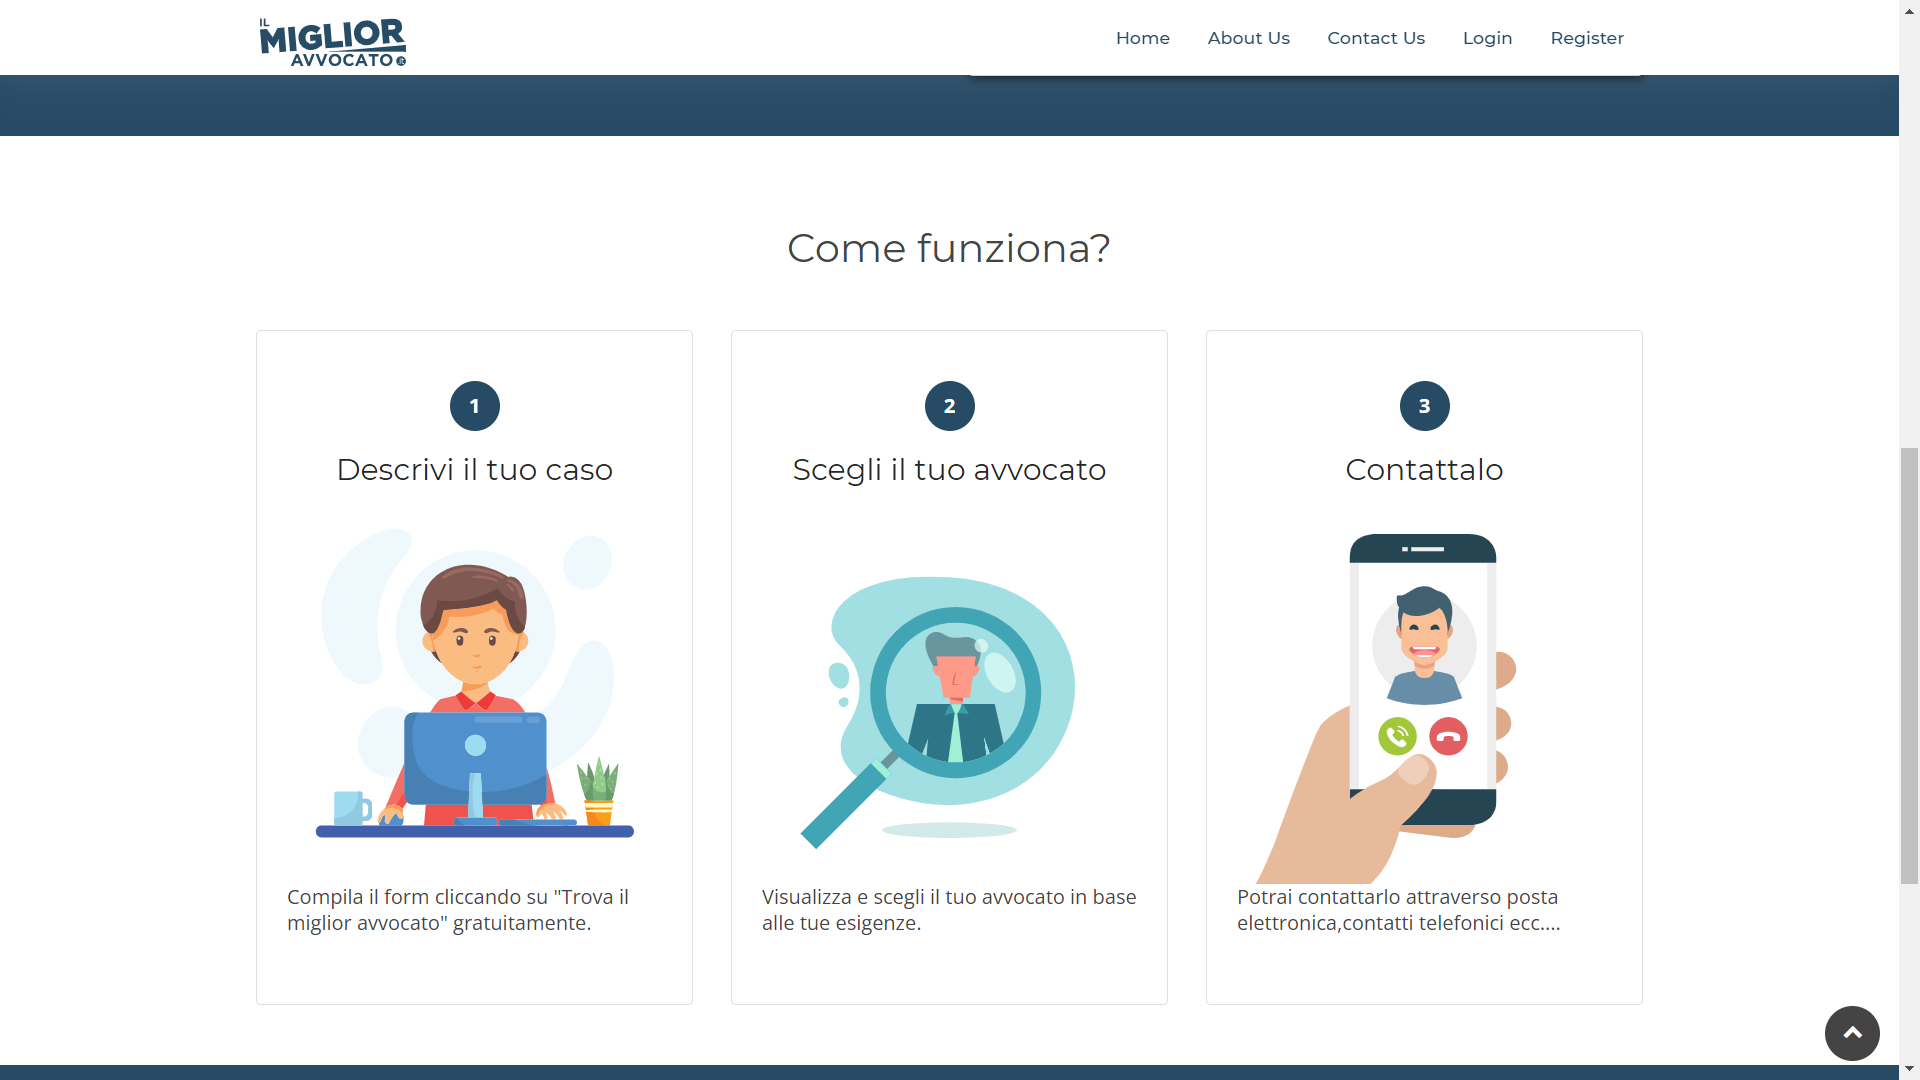 IL
MIGLIOR
AVVOCATO.it
Home
About Us
Contact Us
Login
Register
Come funziona?
1
Descrivi il tuo caso
Compila il form cliccando su "Trova il
miglior avvocato" gratuitamente.
2
Scegli il tuo avvocato
Visualizza e scegli il tuo avvocato in base
alle tue esigenze.
3
Contattalo
Potrai contattarlo attraverso posta
elettronica,contatti telefonici ecc....